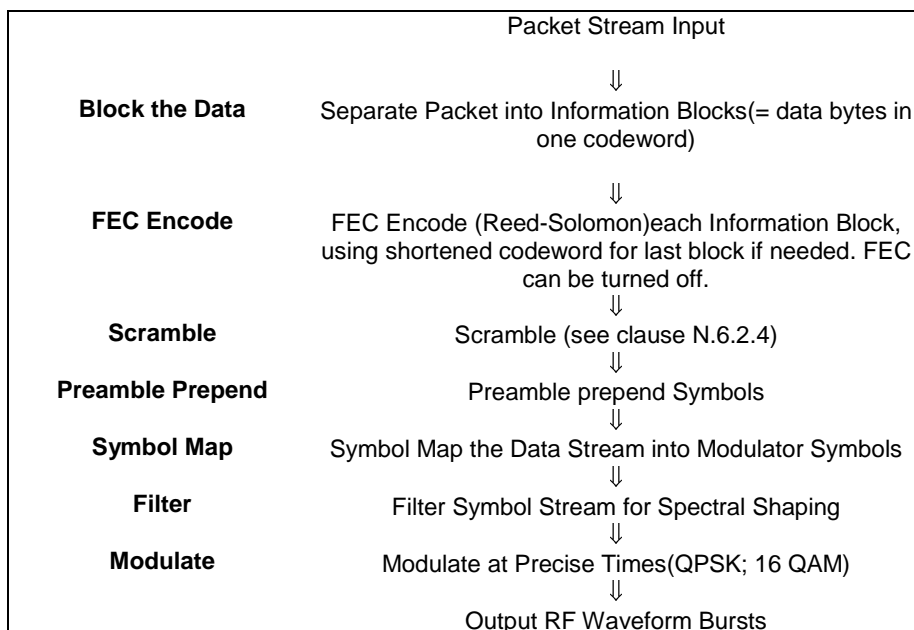 Packet Stream Input
⇓
Block the Data Separate Packet into Information Blocks(= data bytes in
one codeword)
⇓
FEC Encode FEC Encode (Reed-Solomon)each Information Block,
using shortened codeword for last block if needed. FEC
can be turned off.
⇓
Scramble Scramble (see clause N.6.2.4)
⇓
Preamble Prepend Preamble prepend Symbols
⇓
Symbol Map Symbol Map the Data Stream into Modulator Symbols
⇓
Filter Filter Symbol Stream for Spectral Shaping
⇓
Modulate Modulate at Precise Times(QPSK; 16 QAM)
⇓
Output RF Waveform Bursts